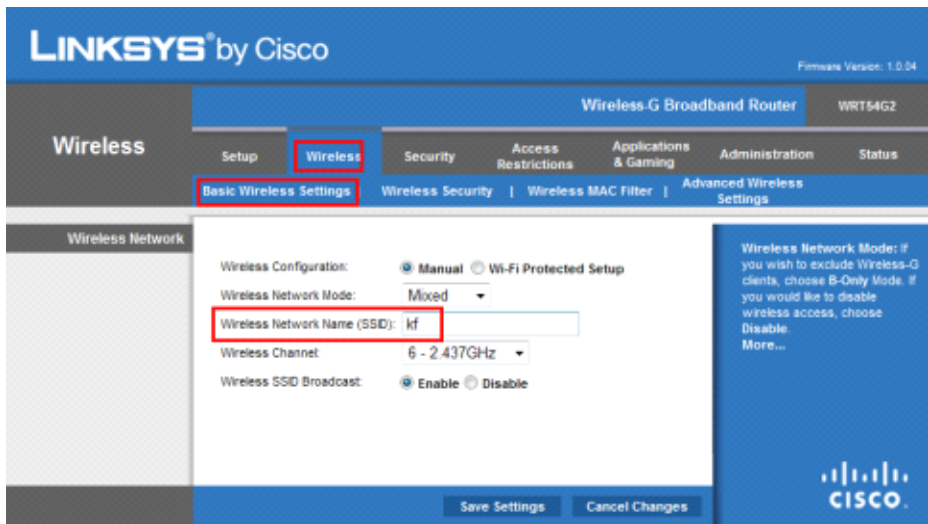 LINKSYS® by Cisco
Firmware Version: 1.0.04
Wireless-G Broadband Router WRT54G2
Wireless
Setup Wireless Security Access Restrictions Applications & Gaming Administration Status
Basic Wireless Settings | Wireless Security | Wireless MAC Filter | Advanced Wireless Settings
Wireless Network
Wireless Configuration: Manual Wi-Fi Protected Setup
Wireless Network Mode: Mixed
Wireless Network Name (SSID): kf
Wireless Channel: 6 - 2.437GHz
Wireless SSID Broadcast: Enable Disable
Wireless Network Mode: If
you wish to exclude Wireless-G
clients, choose B-Only Mode. If
you would like to disable
wireless access, choose
Disable.
More...
Save Settings Cancel Changes
CISCO.